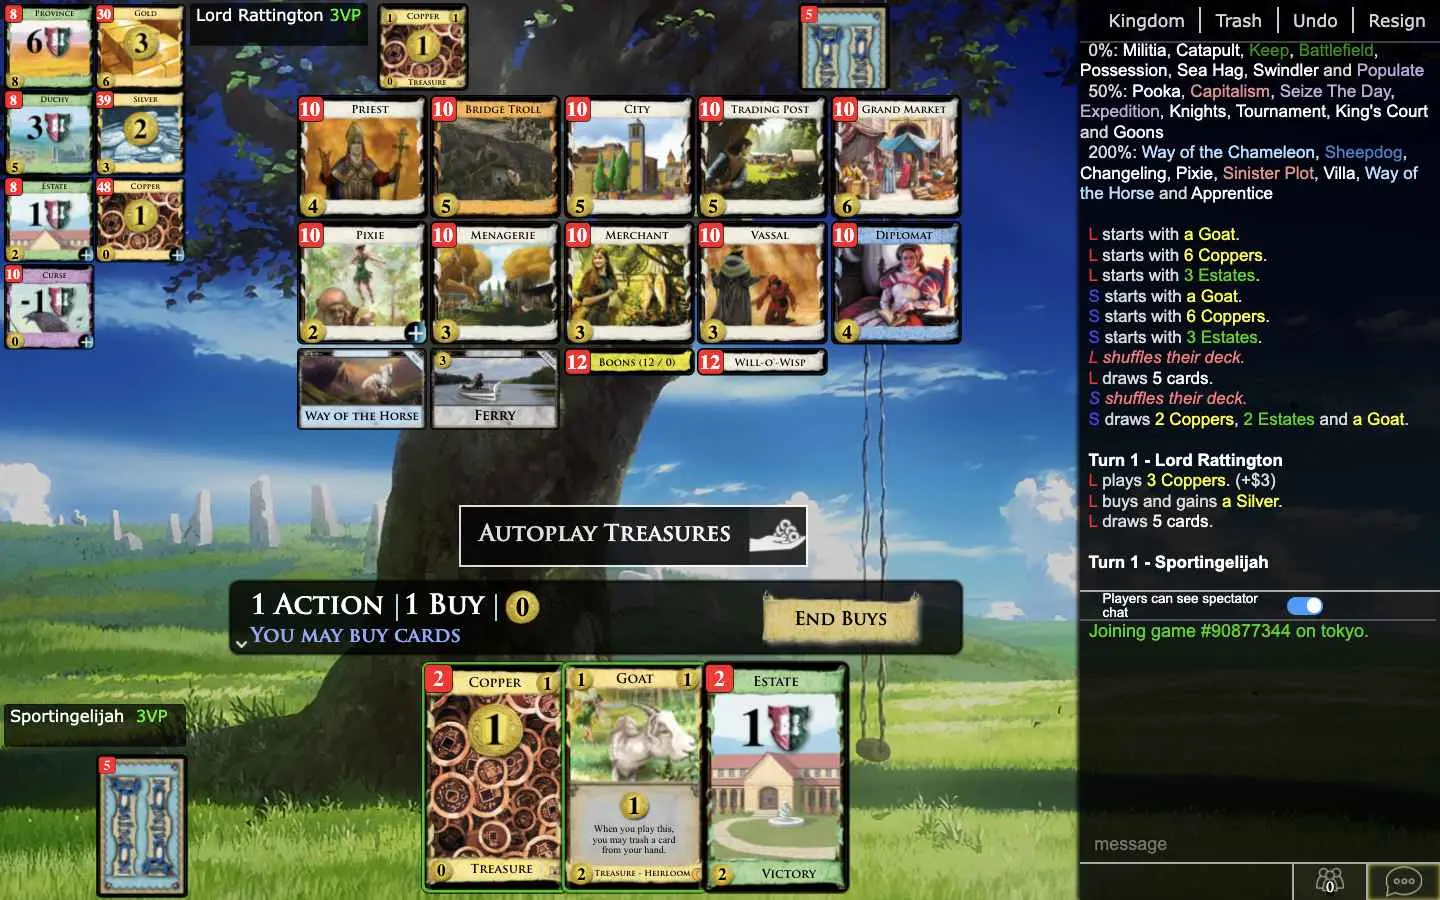 8 Province 6 8
30 Gold 3 6
8 Duchy 3 5
39 Silver 2 3
8 Estate 1 2
48 Copper 1 0
10 Curse -1 0
Lord Rattington 3VP
1 Copper 1
1
0 Treasure
5
10 Priest 4
10 Bridge Troll 5
10 City 5
10 Trading Post 5
10 Grand Market 6
10 Pixie 2
10 Menagerie 3
10 Merchant 3
10 Vassal 3
10 Diplomat 4
Way of the Horse
3 Ferry
12 Boons (12 / 0)
12 Will-o'-Wisp
Autoplay Treasures
1 Action | 1 Buy | 0
You may buy cards
End Buys
2 Copper 1
1
0 Treasure
1 Goat 1
1
When you play this,
you may trash a card
from your hand.
2 Treasure - Heirloom
2 Estate
1
2 Victory
Sportingelijah 3VP
5
Kingdom | Trash | Undo | Resign
0%: Militia, Catapult, Keep, Battlefield,
Possession, Sea Hag, Swindler and Populate
50%: Pooka, Capitalism, Seize The Day,
Expedition, Knights, Tournament, King's Court
and Goons
200%: Way of the Chameleon, Sheepdog,
Changeling, Pixie, Sinister Plot, Villa, Way of
the Horse and Apprentice
L starts with a Goat.
L starts with 6 Coppers.
L starts with 3 Estates.
S starts with a Goat.
S starts with 6 Coppers.
S starts with 3 Estates.
L shuffles their deck.
L draws 5 cards.
S shuffles their deck.
S draws 2 Coppers, 2 Estates and a Goat.
Turn 1 - Lord Rattington
L plays 3 Coppers. (+$3)
L buys and gains a Silver.
L draws 5 cards.
Turn 1 - Sportingelijah
Players can see spectator
chat
Joining game #90877344 on tokyo.
message
0